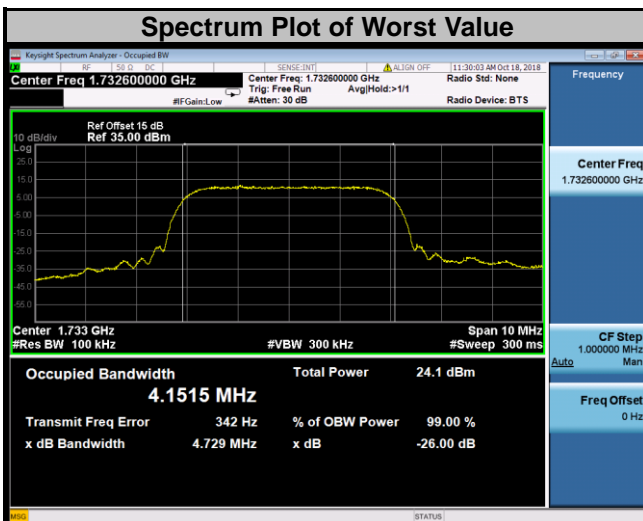 Spectrum Plot of Worst Value
Keysight Spectrum Analyzer - Occupied BW
RF 50 Ω DC SENSE:INT ALIGN OFF 11:30:03 AM Oct 18, 2018
Center Freq 1.732600000 GHz Center Freq: 1.732600000 GHz Radio Std: None
Trig: Free Run Avg|Hold:>1/1
#IFGain:Low #Atten: 30 dB Radio Device: BTS
Frequency
Ref Offset 15 dB
10 dB/div Ref 35.00 dBm
Log
25.0
15.0
5.00
-5.00
-15.0
-25.0
-35.0
-45.0
-55.0
Center 1.733 GHz Span 10 MHz
#Res BW 100 kHz #VBW 300 kHz #Sweep 300 ms
Center Freq
1.732600000 GHz
CF Step
1.000000 MHz
Auto Man
Freq Offset
0 Hz
Occupied Bandwidth Total Power 24.1 dBm
4.1515 MHz
Transmit Freq Error 342 Hz % of OBW Power 99.00 %
x dB Bandwidth 4.729 MHz x dB -26.00 dB
MSG STATUS